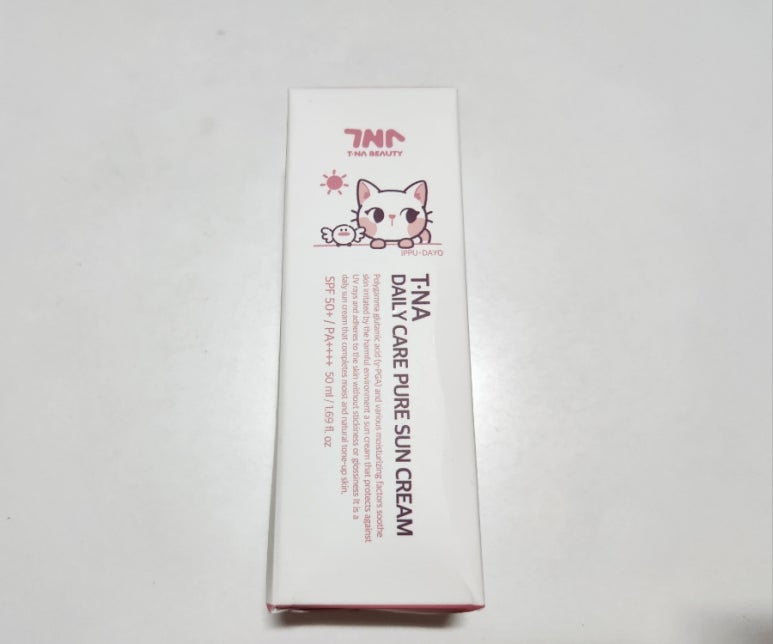 TNA
T·NA BEAUTY
IPPU-DAYO
T·NA
DAILY CARE PURE SUN CREAM
Polygamma glutamic acid (γ-PGA) and various moisturizing factors soothe
skin irritated by the harmful environment a sun cream that protects against
UV rays and adheres to the skin without stickiness or glossiness It is a
daily sun cream that completes moist and natural tone-up skin.
SPF 50+ / PA++++ 50 ml / 1.69 fl. oz